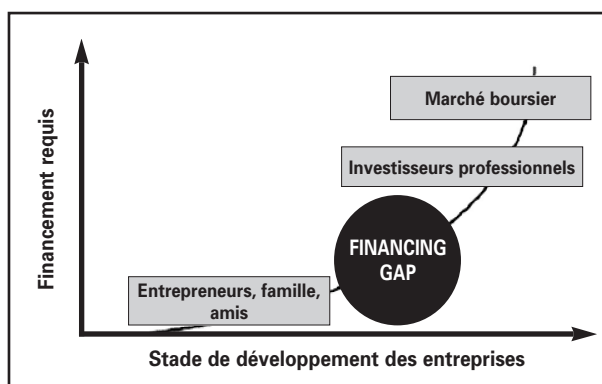 Financement requis
Marché boursier
Investisseurs professionnels
FINANCING
GAP
Entrepreneurs, famille,
amis
Stade de développement des entreprises